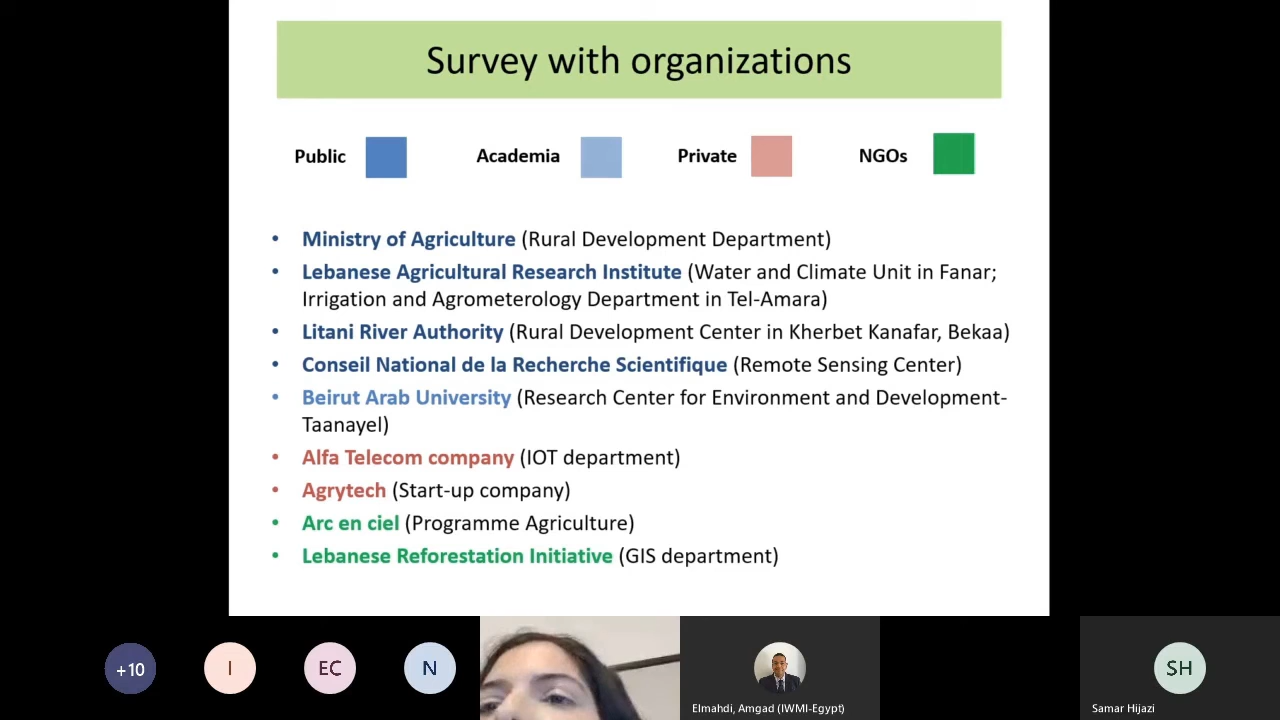 Survey with organizations
Public
Academia
Private
NGOs
• Ministry of Agriculture (Rural Development Department)
• Lebanese Agricultural Research Institute (Water and Climate Unit in Fanar;
Irrigation and Agrometerology Department in Tel-Amara)
• Litani River Authority (Rural Development Center in Kherbet Kanafar, Bekaa)
• Conseil National de la Recherche Scientifique (Remote Sensing Center)
• Beirut Arab University (Research Center for Environment and Development-
Taanayel)
• Alfa Telecom company (IOT department)
• Agrytech (Start-up company)
• Arc en ciel (Programme Agriculture)
• Lebanese Reforestation Initiative (GIS department)
+10
I
EC
N
Elmahdi, Amgad (IWMI-Egypt)
SH
Samar Hijazi